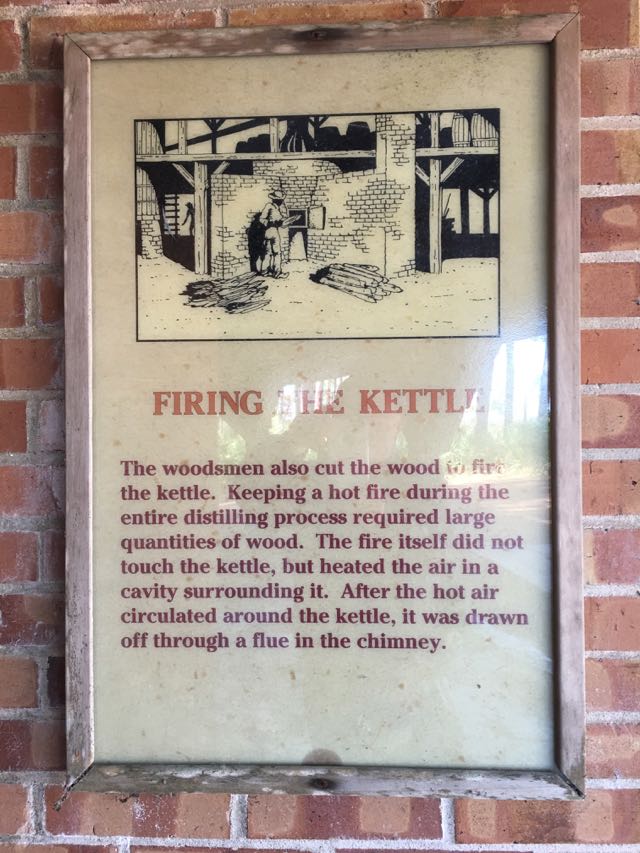 FIRING THE KETTLE
The woodsmen also cut the wood to fire
the kettle. Keeping a hot fire during the
entire distilling process required large
quantities of wood. The fire itself did not
touch the kettle, but heated the air in a
cavity surrounding it. After the hot air
circulated around the kettle, it was drawn
off through a flue in the chimney.